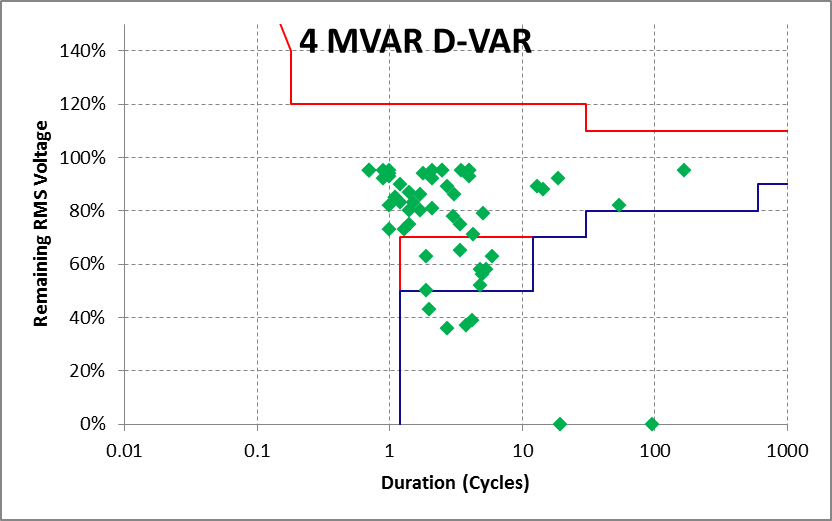 4 MVAR D-VAR
140%
120%
100%
80%
60%
40%
20%
0%
Remaining RMS Voltage
0.01 0.1 1 10 100 1000
Duration (Cycles)